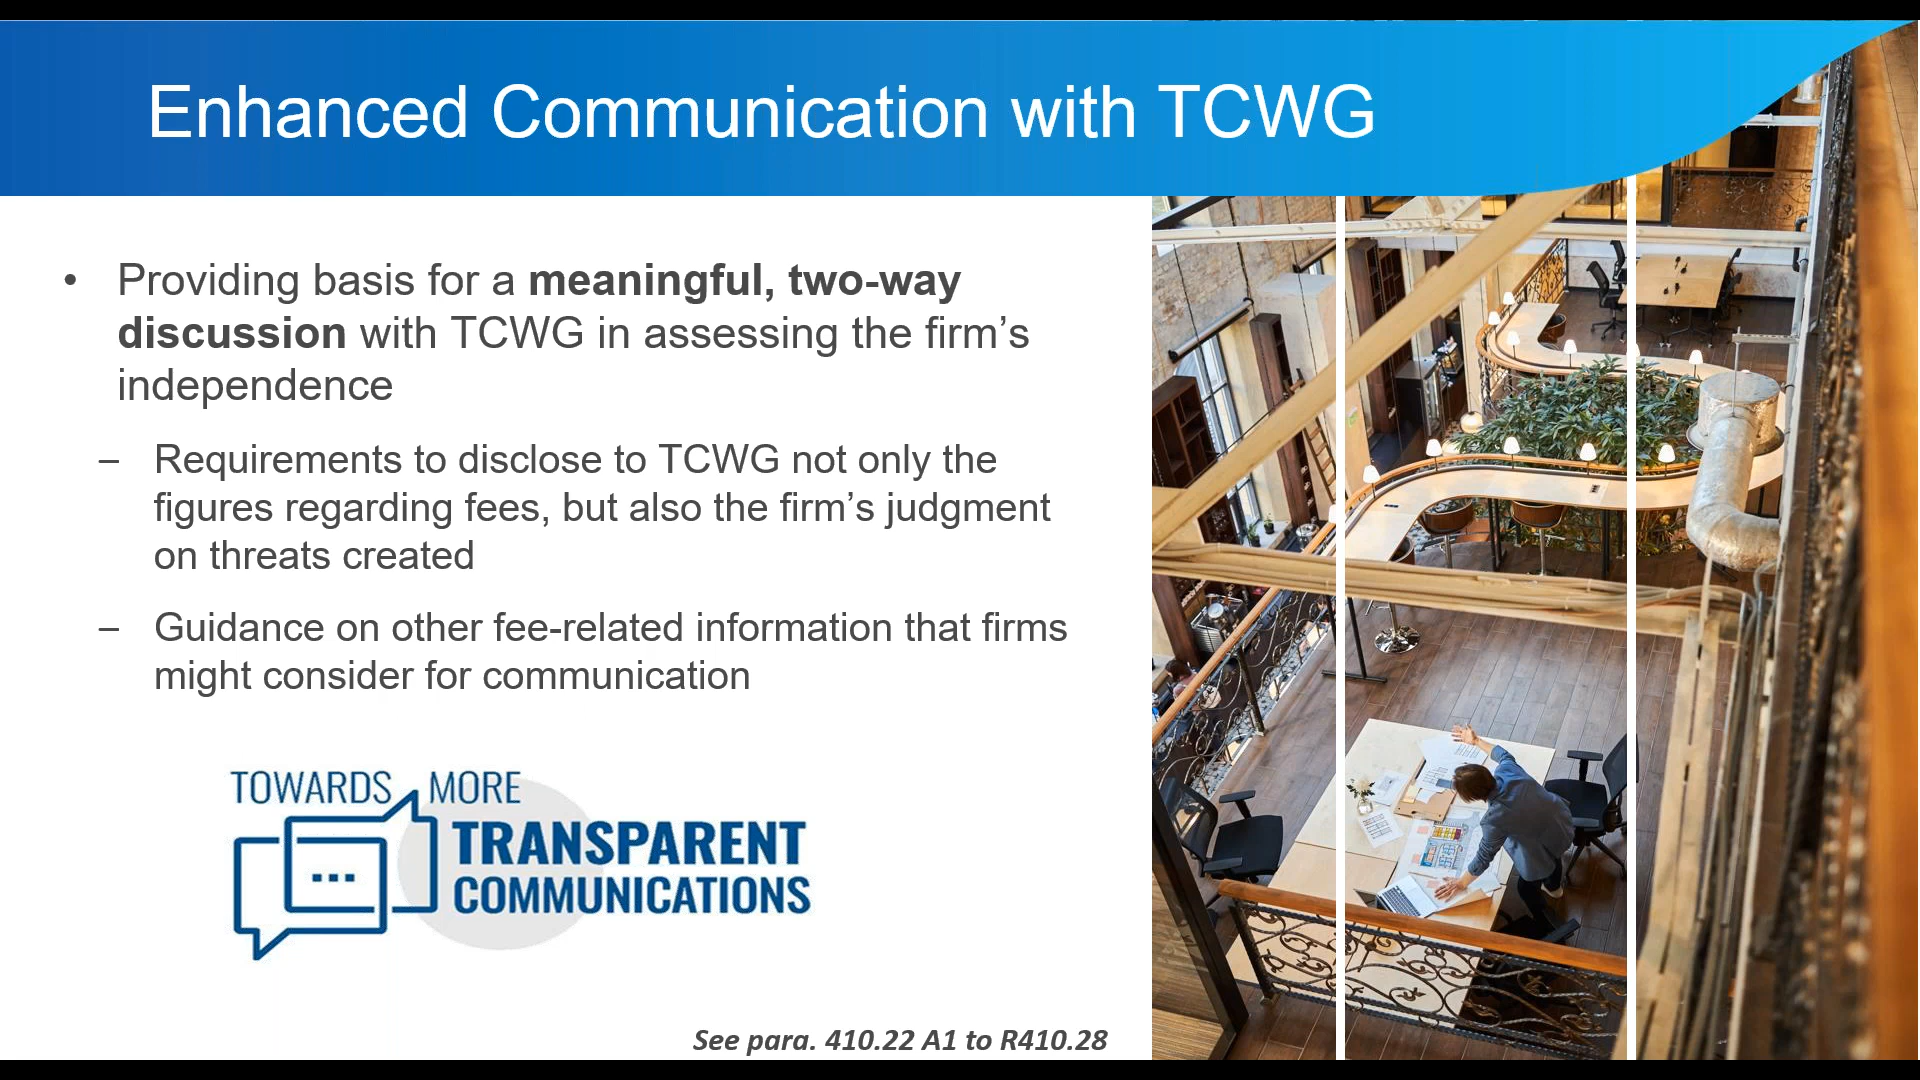 Enhanced Communication with TCWG
• Providing basis for a meaningful, two-way
discussion with TCWG in assessing the firm’s
independence
– Requirements to disclose to TCWG not only the
figures regarding fees, but also the firm’s judgment
on threats created
– Guidance on other fee-related information that firms
might consider for communication
TOWARDS MORE
TRANSPARENT
COMMUNICATIONS
See para. 410.22 A1 to R410.28